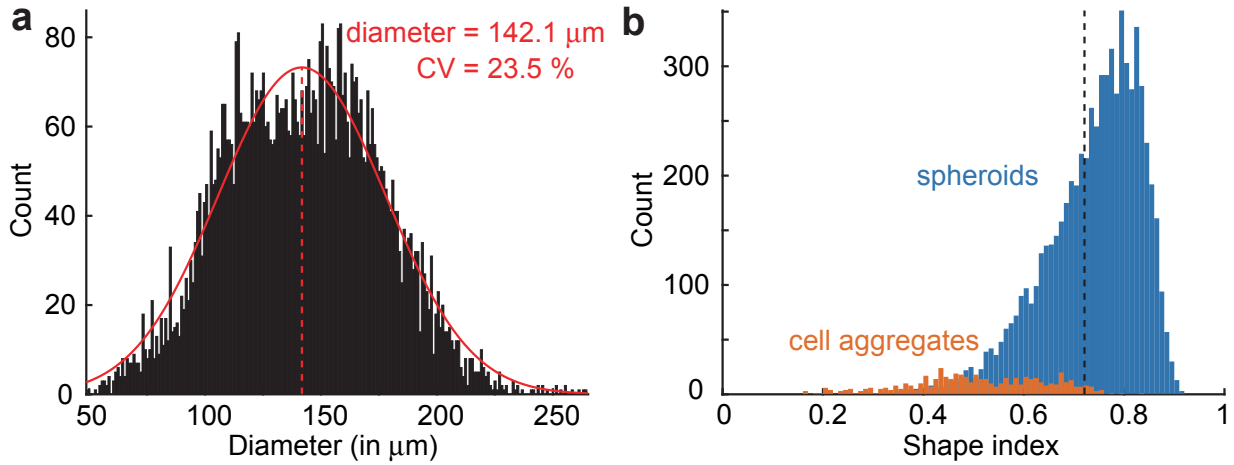 a
diameter = 142.1 μm
CV = 23.5 %
80
60
40
20
0
Count
50
100
150
200
250
Diameter (in μm)
b
300
200
100
0
Count
spheroids
cell aggregates
0
0.2
0.4
0.6
0.8
1
Shape index